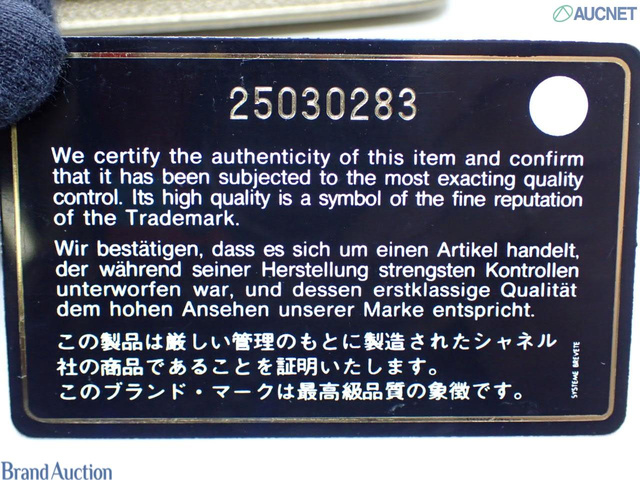 AUCNET
25030283
We certify the authenticity of this item and confirm
that it has been subjected to the most exacting quality
control. Its high quality is a symbol of the fine reputation
of the Trademark.
Wir bestätigen, dass es sich um einen Artikel handelt,
der während seiner Herstellung strengsten Kontrollen
unterworfen war, und dessen erstklassige Qualität
dem hohen Ansehen unserer Marke entspricht.
この製品は厳しい管理のもとに製造されたシャネル
社の商品であることを証明いたします。
このブランド・マークは最高級品質の象徴です。
SYSTEME BREVETE
Brand Auction